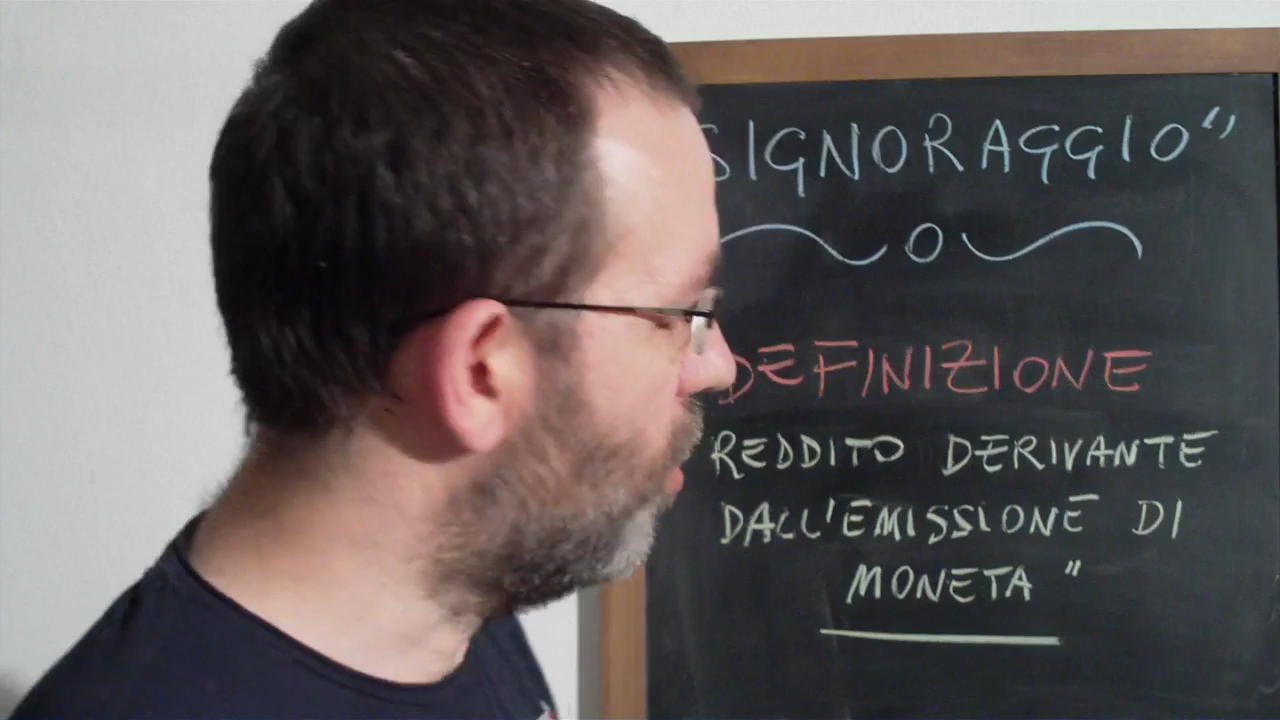 SIGNORAGGIO"
DEFINIZIONE
REDDITO DERIVANTE
DALL'EMISSIONE DI
MONETA"